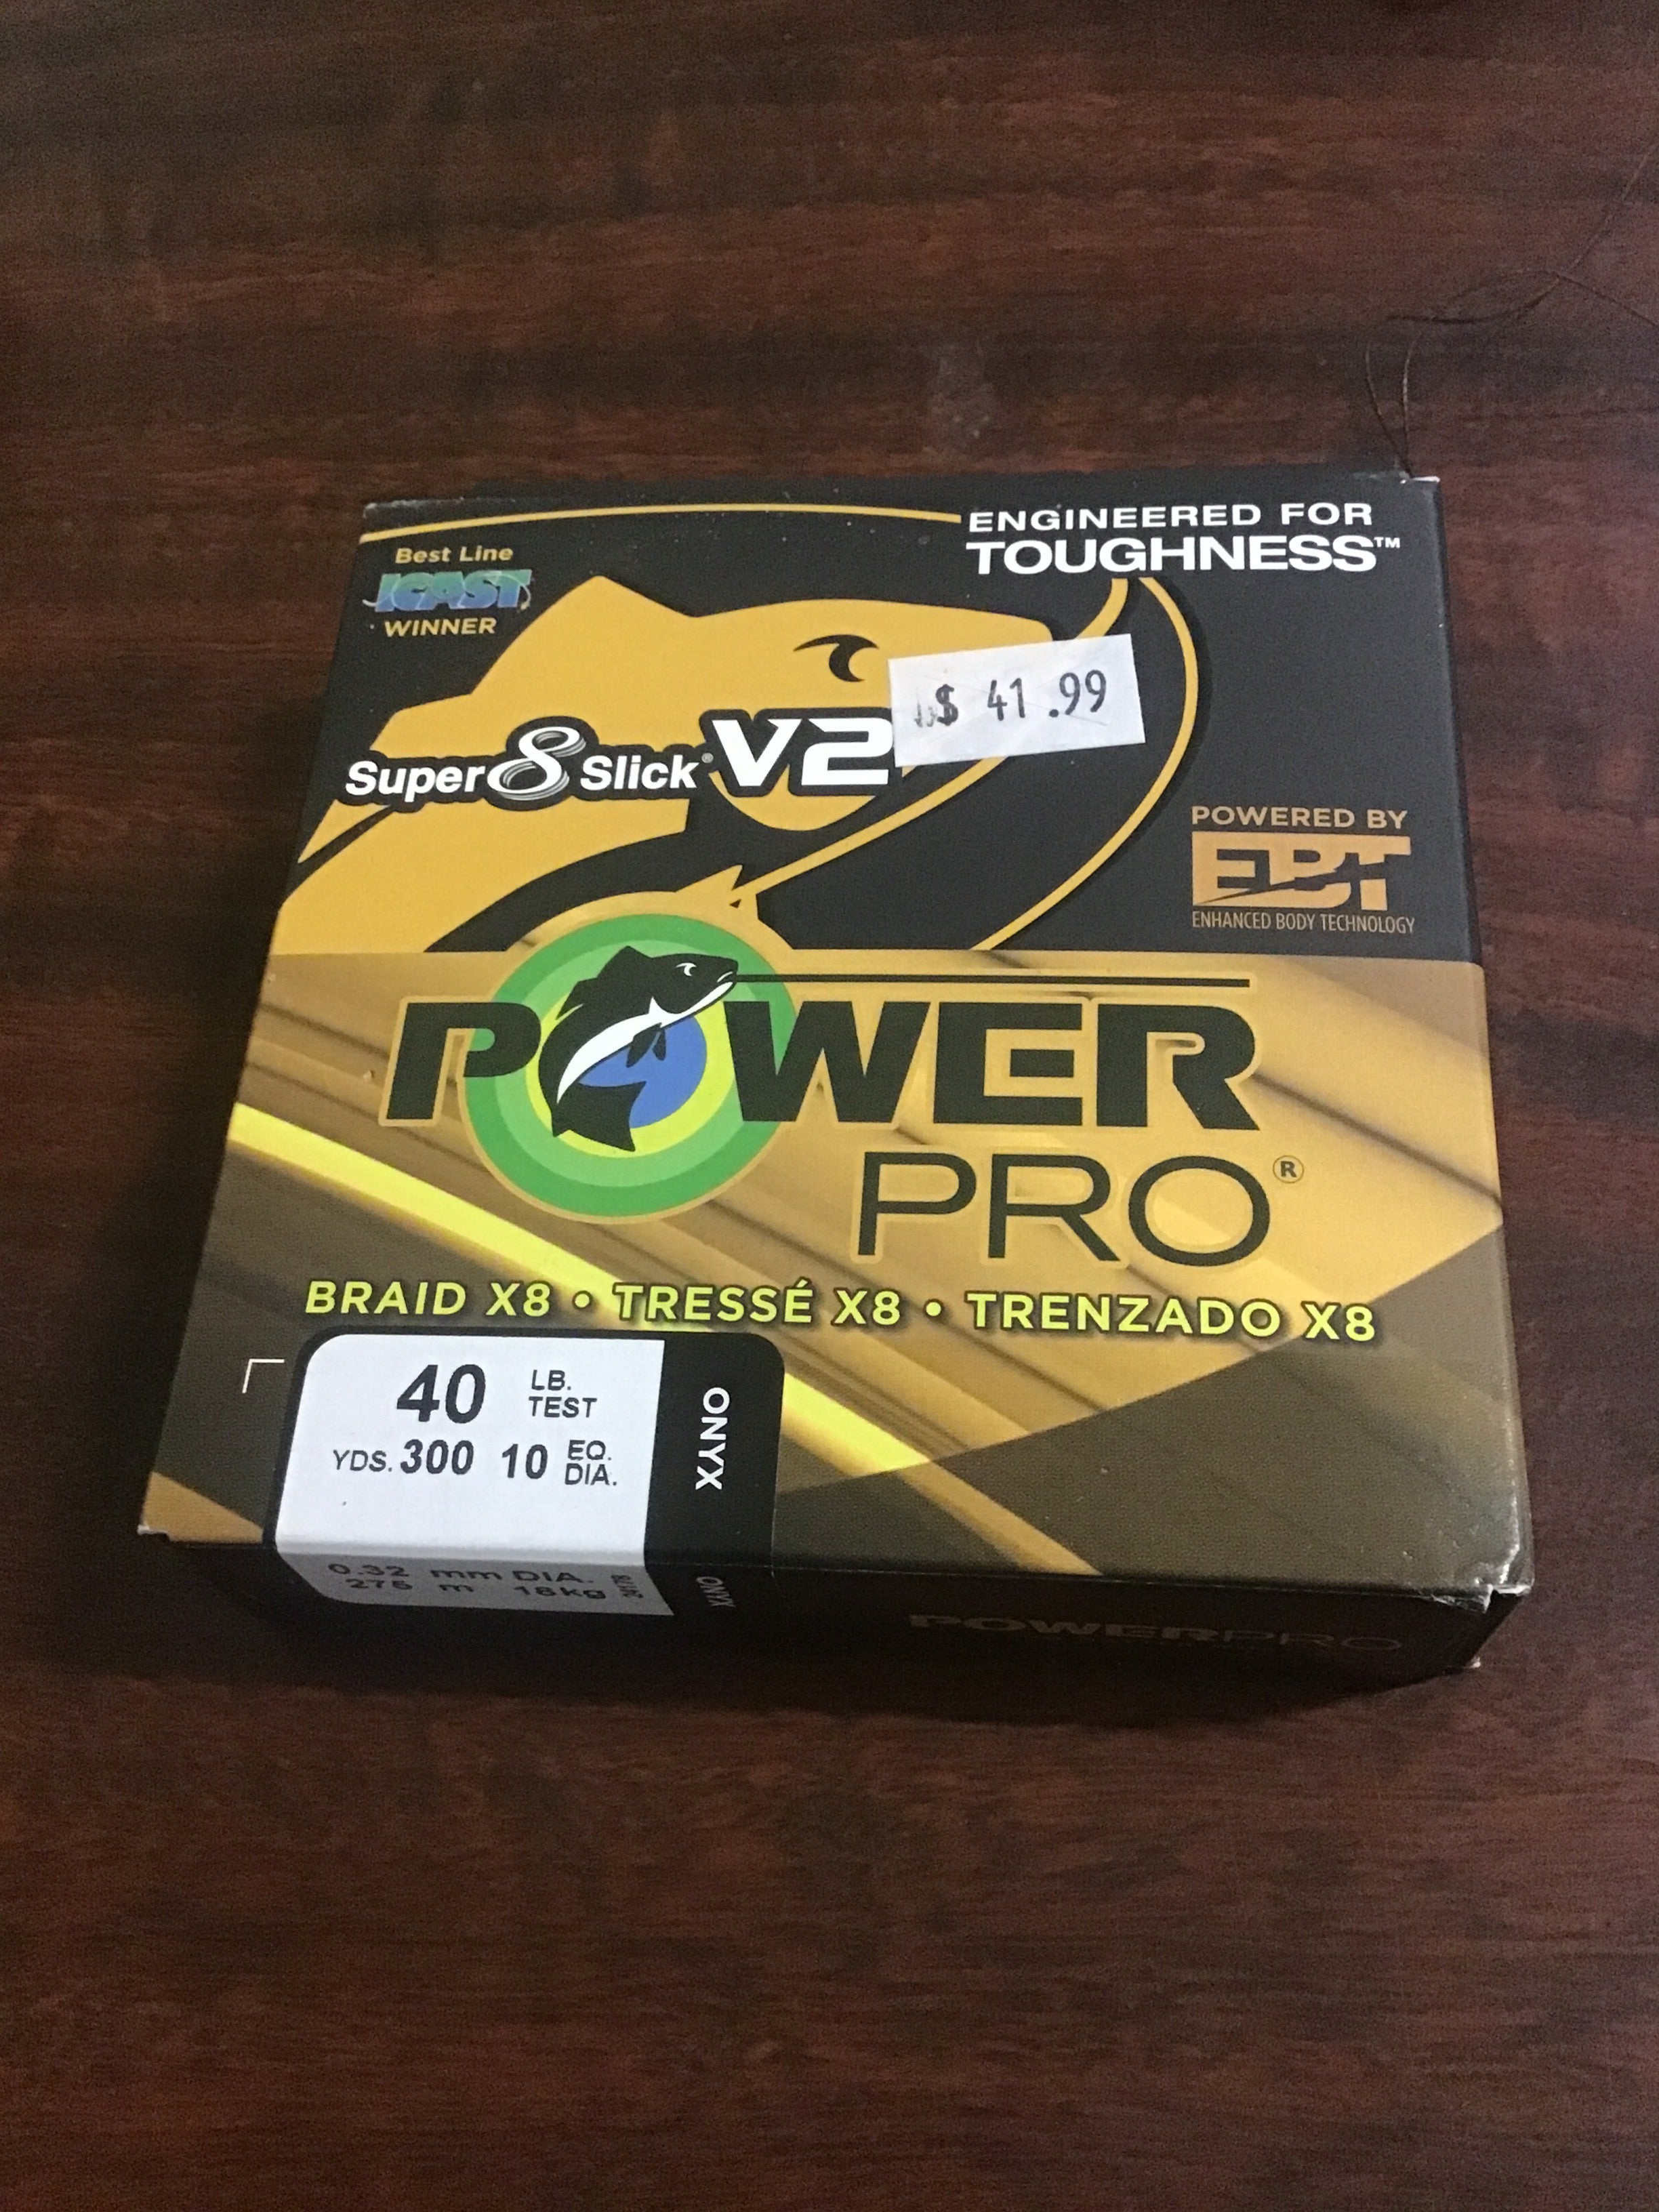 ENGINEERED FOR
TOUGHNESS™
Best Line
ICAST
WINNER
$ 41.99
Super 8 Slick® V2
POWERED BY
EBT
ENHANCED BODY TECHNOLOGY
POWER
PRO®
BRAID X8 • TRESSÉ X8 • TRENZADO X8
40 LB. TEST
YDS. 300 10 EQ. DIA.
ONYX
0.32 mm DIA.
275 m 18kg
ONYX
POWERPRO